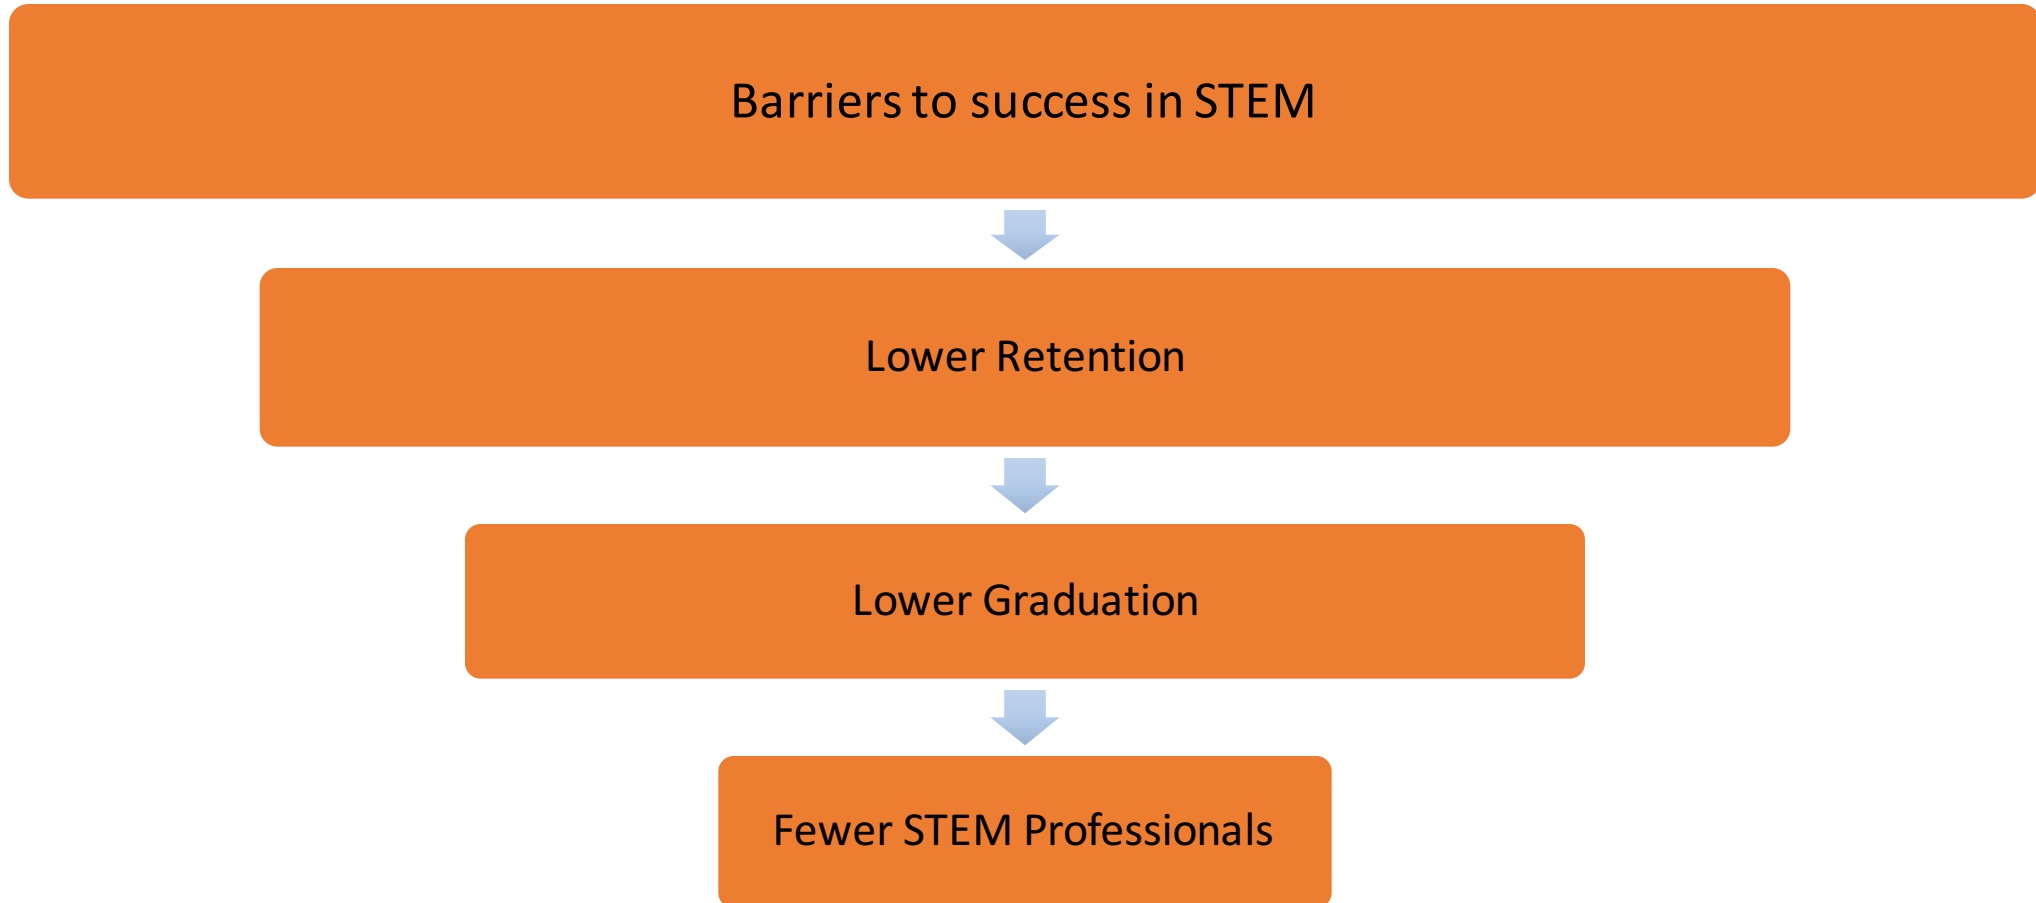 Barriers to success in STEM
Lower Retention
Lower Graduation
Fewer STEM Professionals